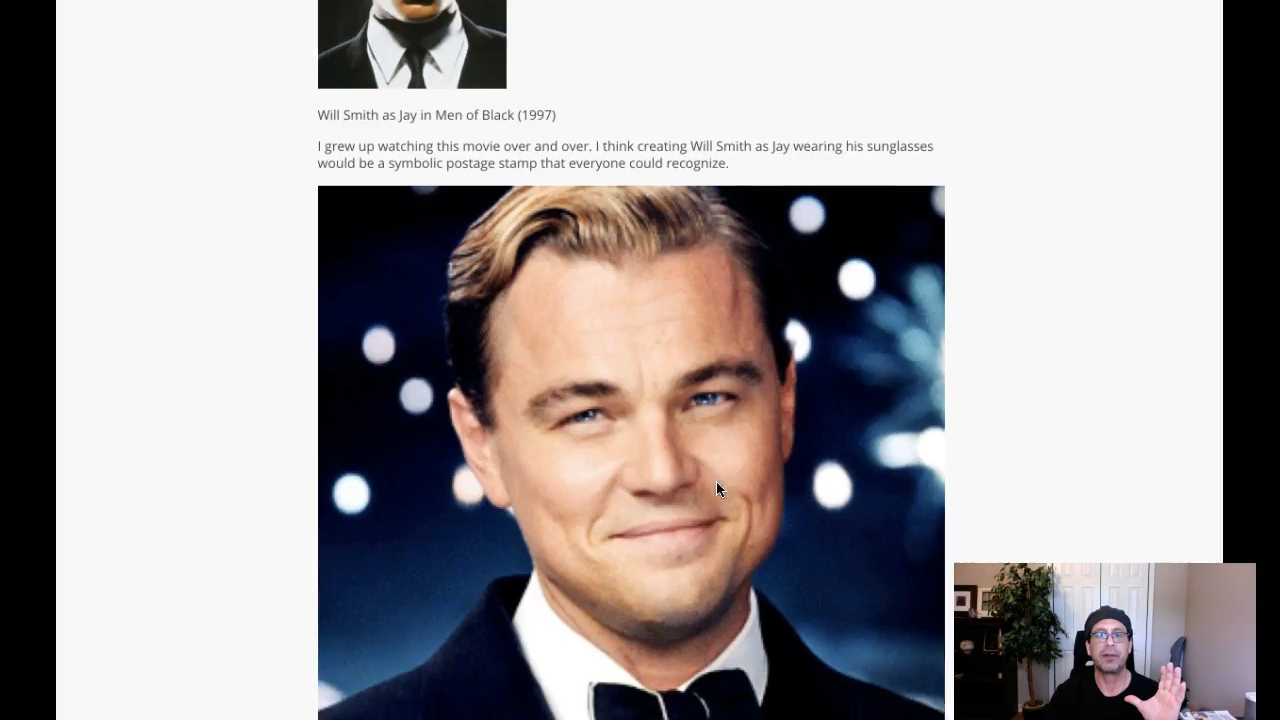 Will Smith as Jay in Men of Black (1997)
I grew up watching this movie over and over. I think creating Will Smith as Jay wearing his sunglasses
would be a symbolic postage stamp that everyone could recognize.